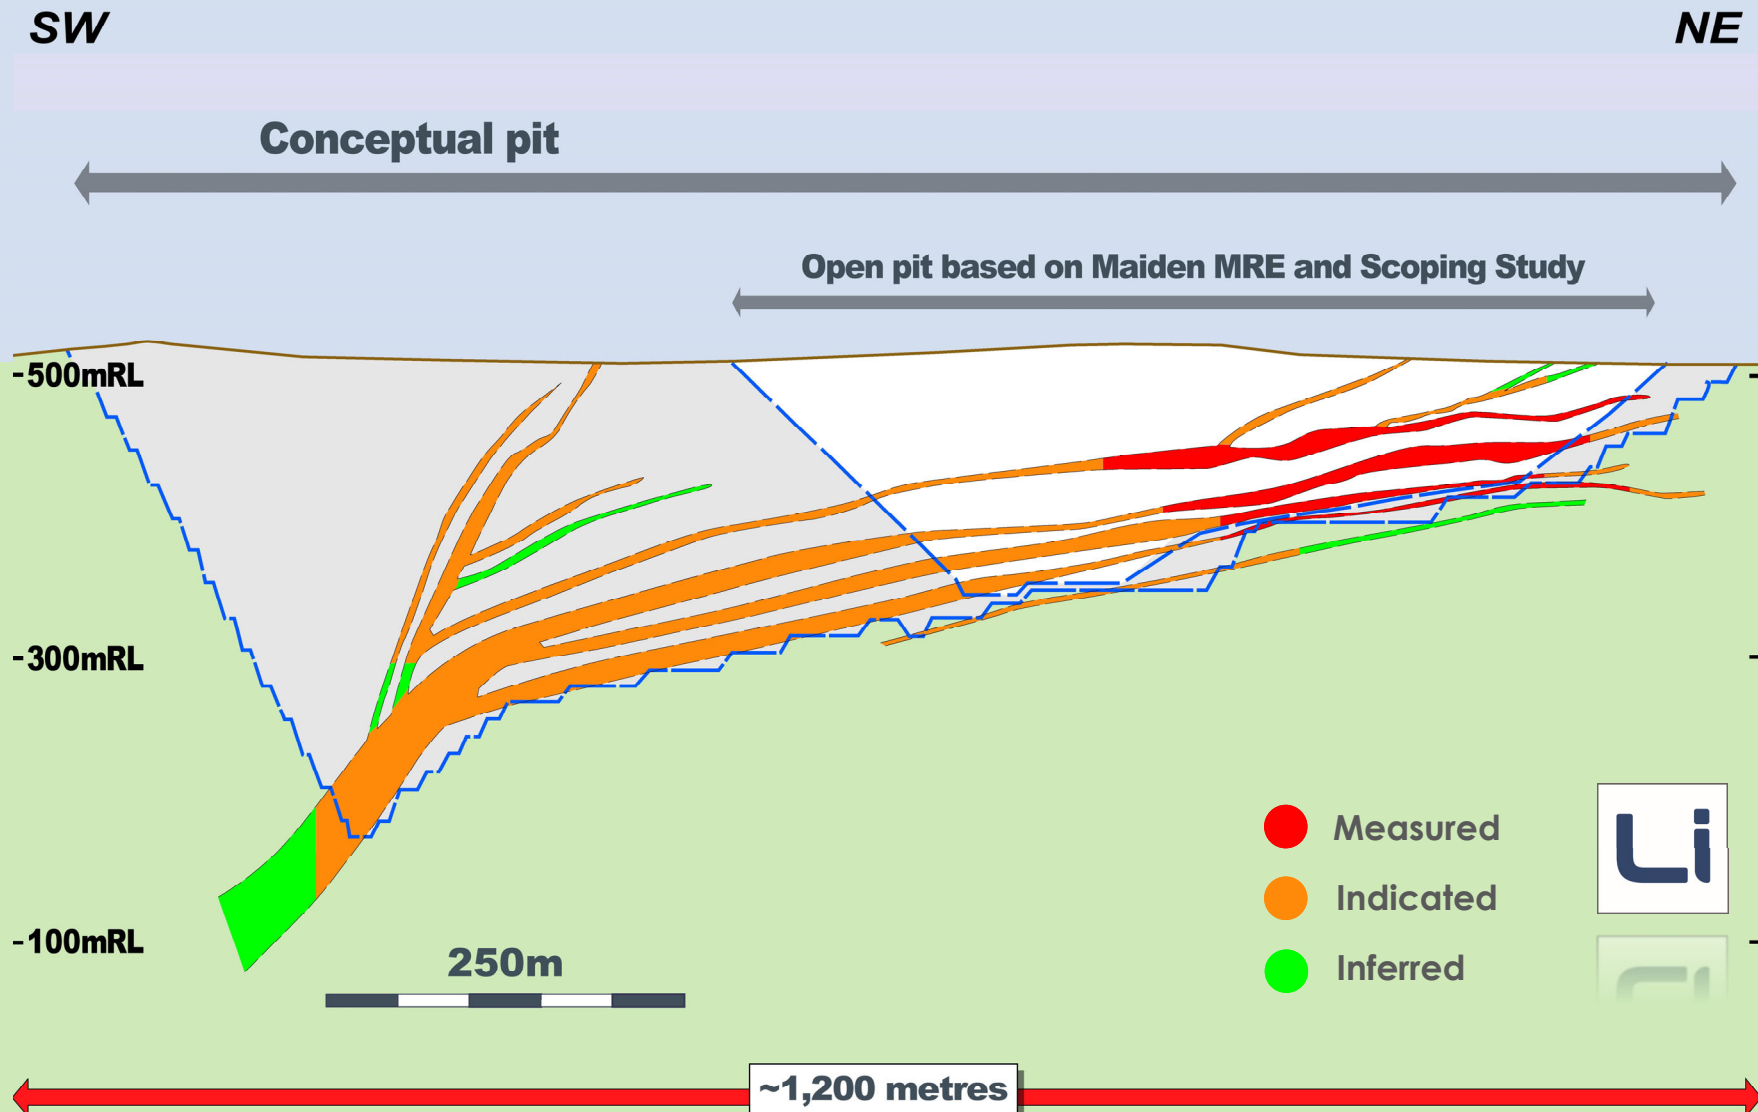 SW
NE
Conceptual pit
Open pit based on Maiden MRE and Scoping Study
-500mRL
-300mRL
Measured
Li
Indicated
-100mRL
250m
Inferred
~1,200 metres